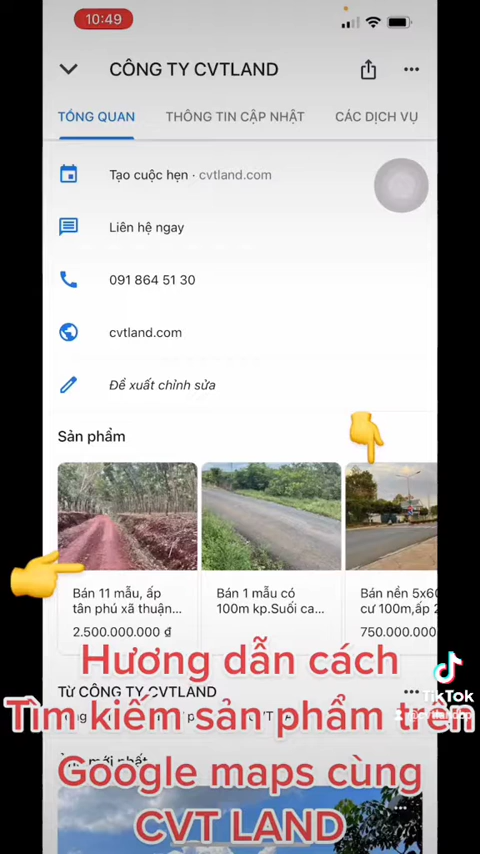 10:49
CÔNG TY CVTLAND
TỔNG QUAN
THÔNG TIN CẬP NHẬT
CÁC DỊCH VỤ
Tạo cuộc hẹn · cvtland.com
Liên hệ ngay
091 864 51 30
cvtland.com
Đề xuất chỉnh sửa
Sản phẩm
Bán 11 mẫu, ấp
tân phú xã thuận...
2.500.000.000 ₫
Bán 1 mẫu có
100m kp.Suối ca...
Bán nền 5x60
cư 100m,ấp 2
750.000.000
Hương dẫn cách
TỪ CÔNG TY CVTLAND
TikTok
Tìm kiếm sản phẩm trên
mới nhất
Google maps cùng
CVT LAND